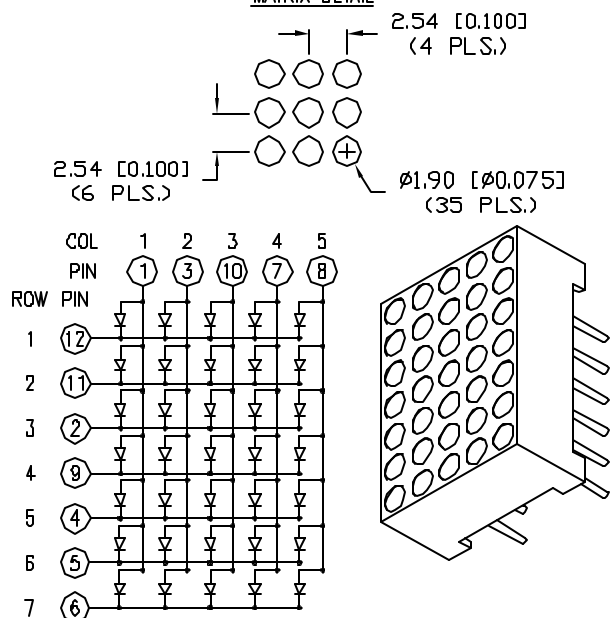 MATRIX DETAIL
2.54 [0.100]
(4 PLS.)
2.54 [0.100]
(6 PLS.)
Ø1.90 [Ø0.075]
(35 PLS.)
COL 1 2 3 4 5
PIN 1 3 10 7 8
ROW PIN
1 12
2 11
3 2
4 9
5 4
6 5
7 6